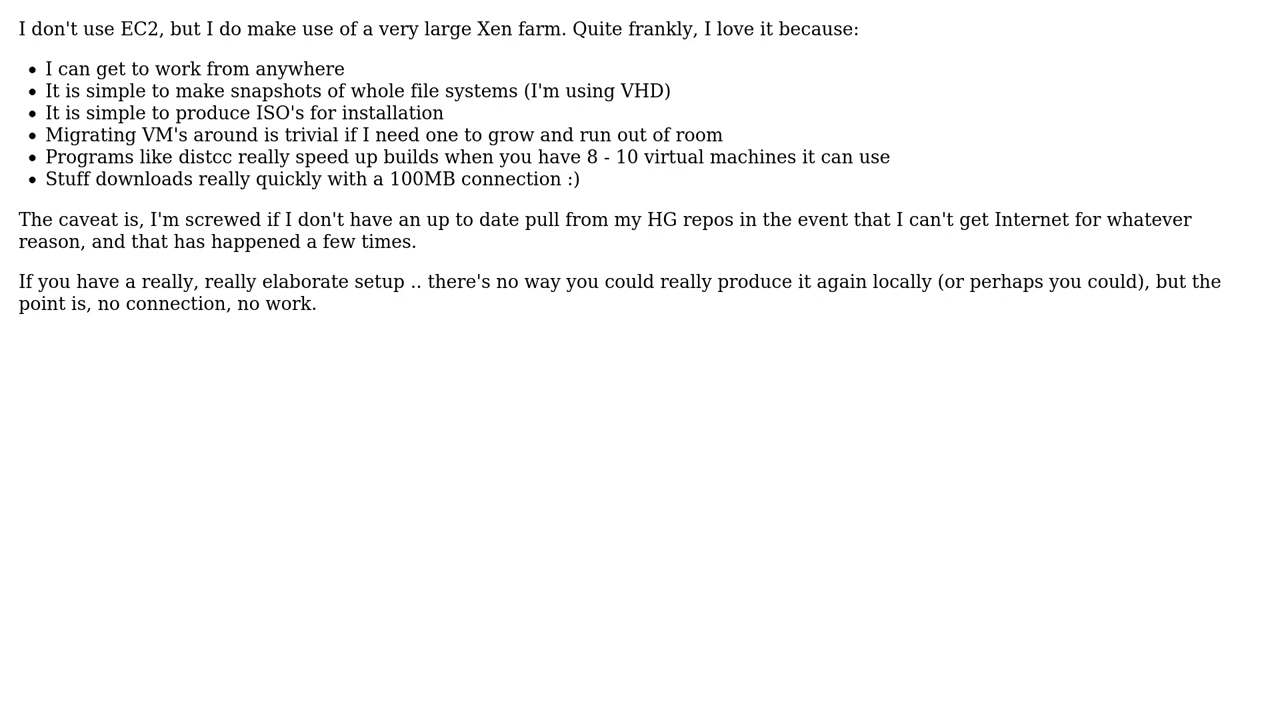 I don't use EC2, but I do make use of a very large Xen farm. Quite frankly, I love it because:
• I can get to work from anywhere
• It is simple to make snapshots of whole file systems (I'm using VHD)
• It is simple to produce ISO's for installation
• Migrating VM's around is trivial if I need one to grow and run out of room
• Programs like distcc really speed up builds when you have 8 - 10 virtual machines it can use
• Stuff downloads really quickly with a 100MB connection :)
The caveat is, I'm screwed if I don't have an up to date pull from my HG repos in the event that I can't get Internet for whatever
reason, and that has happened a few times.
If you have a really, really elaborate setup .. there's no way you could really produce it again locally (or perhaps you could), but the
point is, no connection, no work.